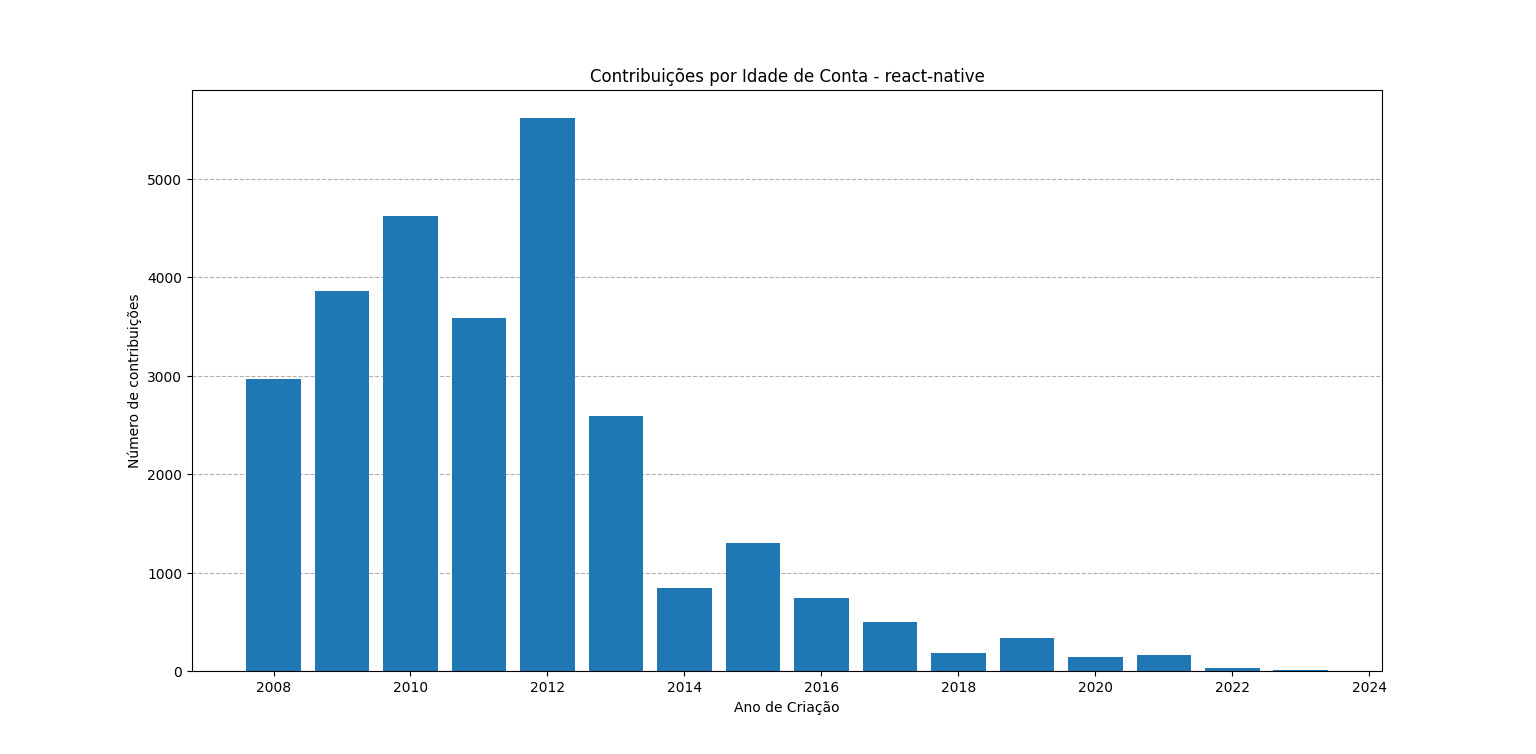 Contribuições por Idade de Conta - react-native
Número de contribuições
5000
4000
3000
2000
1000
0
2008 2010 2012 2014 2016 2018 2020 2022 2024
Ano de Criação